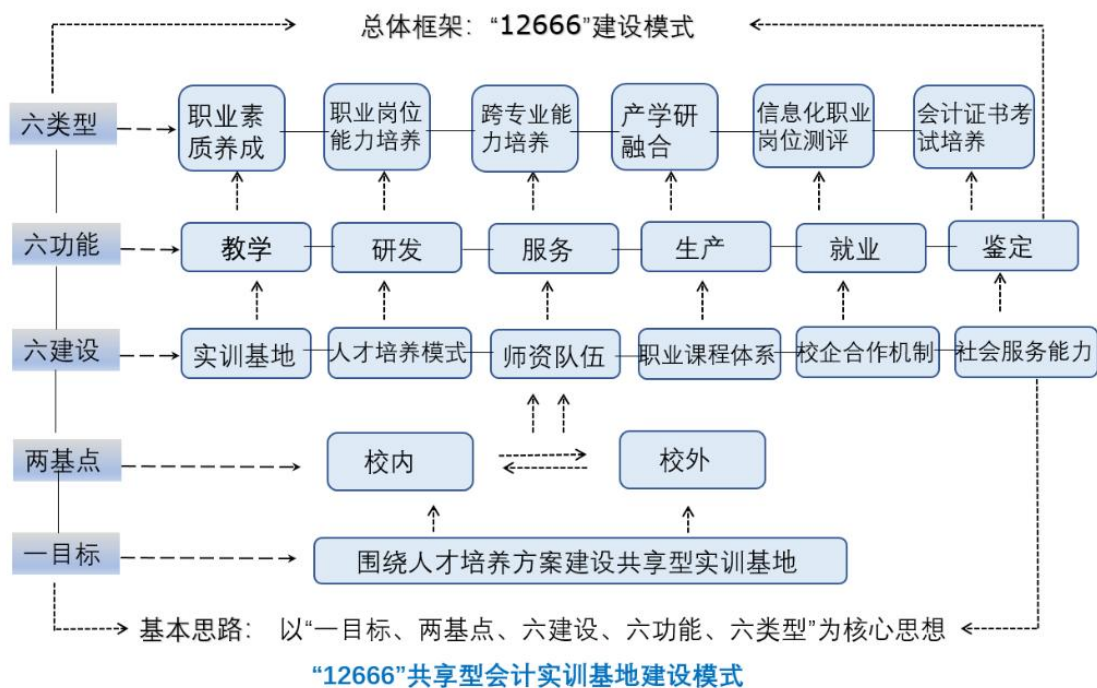 总体框架：“12666”建设模式
六类型
职业素
质养成
职业岗位
能力培养
跨专业能
力培养
产学研
融合
信息化职业
岗位测评
会计证书考
试培养
六功能
教学
研发
服务
生产
就业
鉴定
六建设
实训基地
人才培养模式
师资队伍
职业课程体系
校企合作机制
社会服务能力
两基点
校内
校外
一目标
围绕人才培养方案建设共享型实训基地
基本思路： 以“一目标、两基点、六建设、六功能、六类型”为核心思想
“12666”共享型会计实训基地建设模式